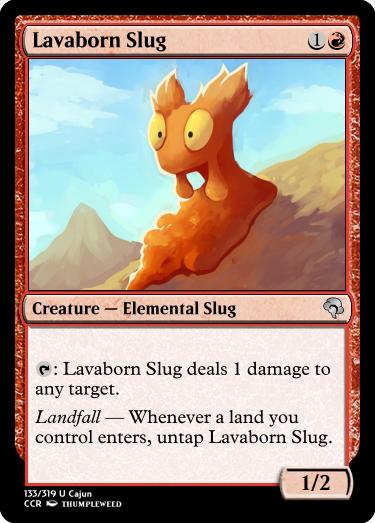 Lavaborn Slug 1
Creature — Elemental Slug
: Lavaborn Slug deals 1 damage to
any target.
Landfall — Whenever a land you
control enters, untap Lavaborn Slug.
1/2
133/319 U Cajun
CCR THUMPLEWEED